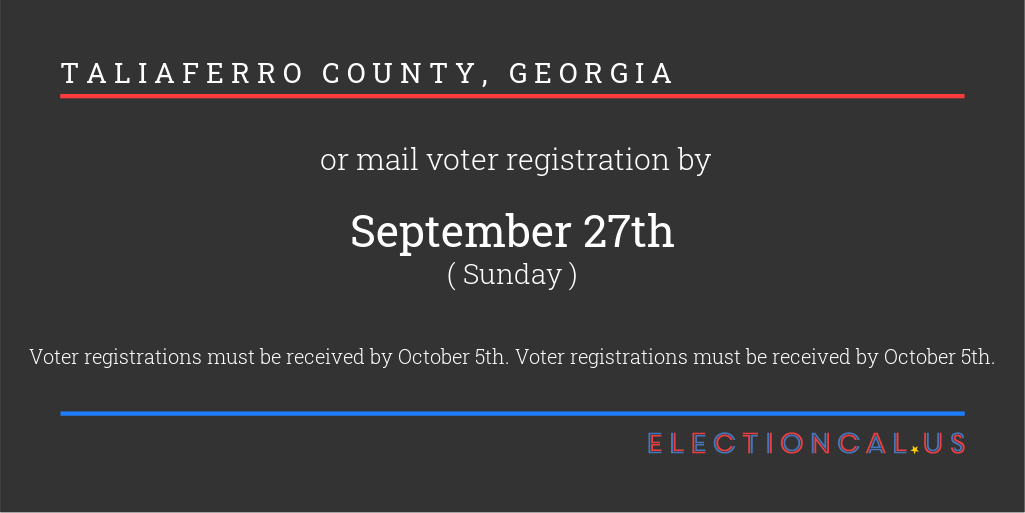 TALIAFERRO COUNTY, GEORGIA
or mail voter registration by
September 27th
( Sunday )
Voter registrations must be received by October 5th. Voter registrations must be received by October 5th.
ELECTIONCAL.US